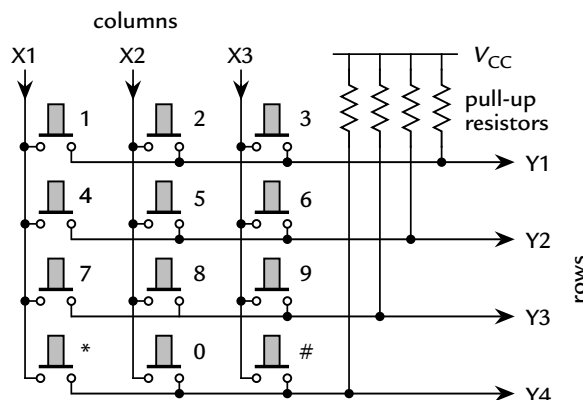 columns
X1 X2 X3
V_CC
pull-up
resistors
1 2 3
Y1
4 5 6
Y2
7 8 9
Y3
* 0 #
Y4
rows